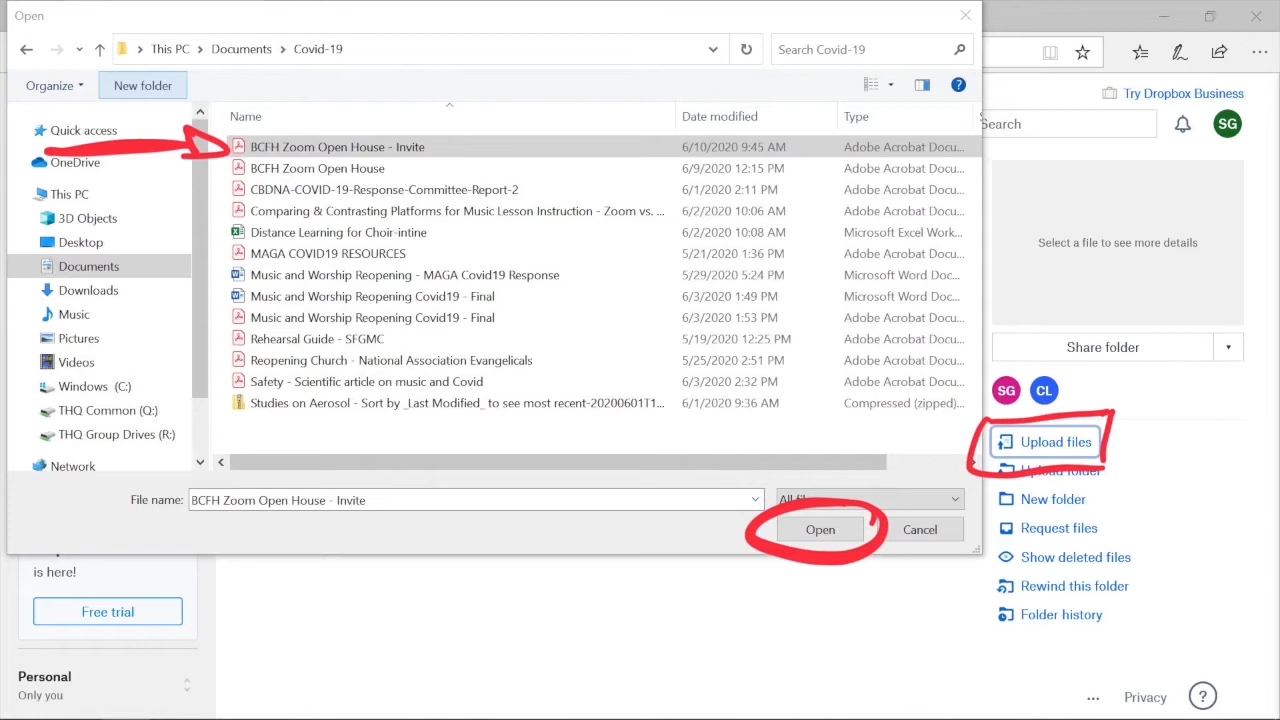 Open
This PC > Documents > Covid-19
Search Covid-19
Organize
New folder
Try Dropbox Business
Search
SG
Quick access
OneDrive
This PC
3D Objects
Desktop
Documents
Downloads
Music
Pictures
Videos
Windows (C:)
THQ Common (Q:)
THQ Group Drives (R:)
Network
Name Date modified Type
BCFH Zoom Open House - Invite 6/10/2020 9:45 AM Adobe Acrobat Docu...
BCFH Zoom Open House 6/9/2020 12:15 PM Adobe Acrobat Docu...
CBDNA-COVID-19-Response-Committee-Report-2 6/1/2020 2:11 PM Adobe Acrobat Docu...
Comparing & Contrasting Platforms for Music Lesson Instruction - Zoom vs. ... 6/2/2020 10:06 AM Adobe Acrobat Docu...
Distance Learning for Choir-intine 6/2/2020 10:08 AM Microsoft Excel Work...
MAGA COVID19 RESOURCES 5/21/2020 1:36 PM Adobe Acrobat Docu...
Music and Worship Reopening - MAGA Covid19 Response 5/29/2020 5:24 PM Microsoft Word Doc...
Music and Worship Reopening Covid19 - Final 6/3/2020 1:49 PM Microsoft Word Doc...
Music and Worship Reopening Covid19 - Final 6/3/2020 1:53 PM Adobe Acrobat Docu...
Rehearsal Guide - SFGMC 5/19/2020 12:25 PM Adobe Acrobat Docu...
Reopening Church - National Association Evangelicals 5/25/2020 2:51 PM Adobe Acrobat Docu...
Safety - Scientific article on music and Covid 6/3/2020 2:32 PM Adobe Acrobat Docu...
Studies on aerosol - Sort by _Last Modified_ to see most recent-20200601T1... 6/1/2020 9:36 AM Compressed (zipped)...
File name: BCFH Zoom Open House - Invite
Open
Cancel
Select a file to see more details
Share folder
SG CL
Upload files
Upload folder
New folder
Request files
Show deleted files
Rewind this folder
Folder history
is here!
Free trial
Personal
Only you
... Privacy ?